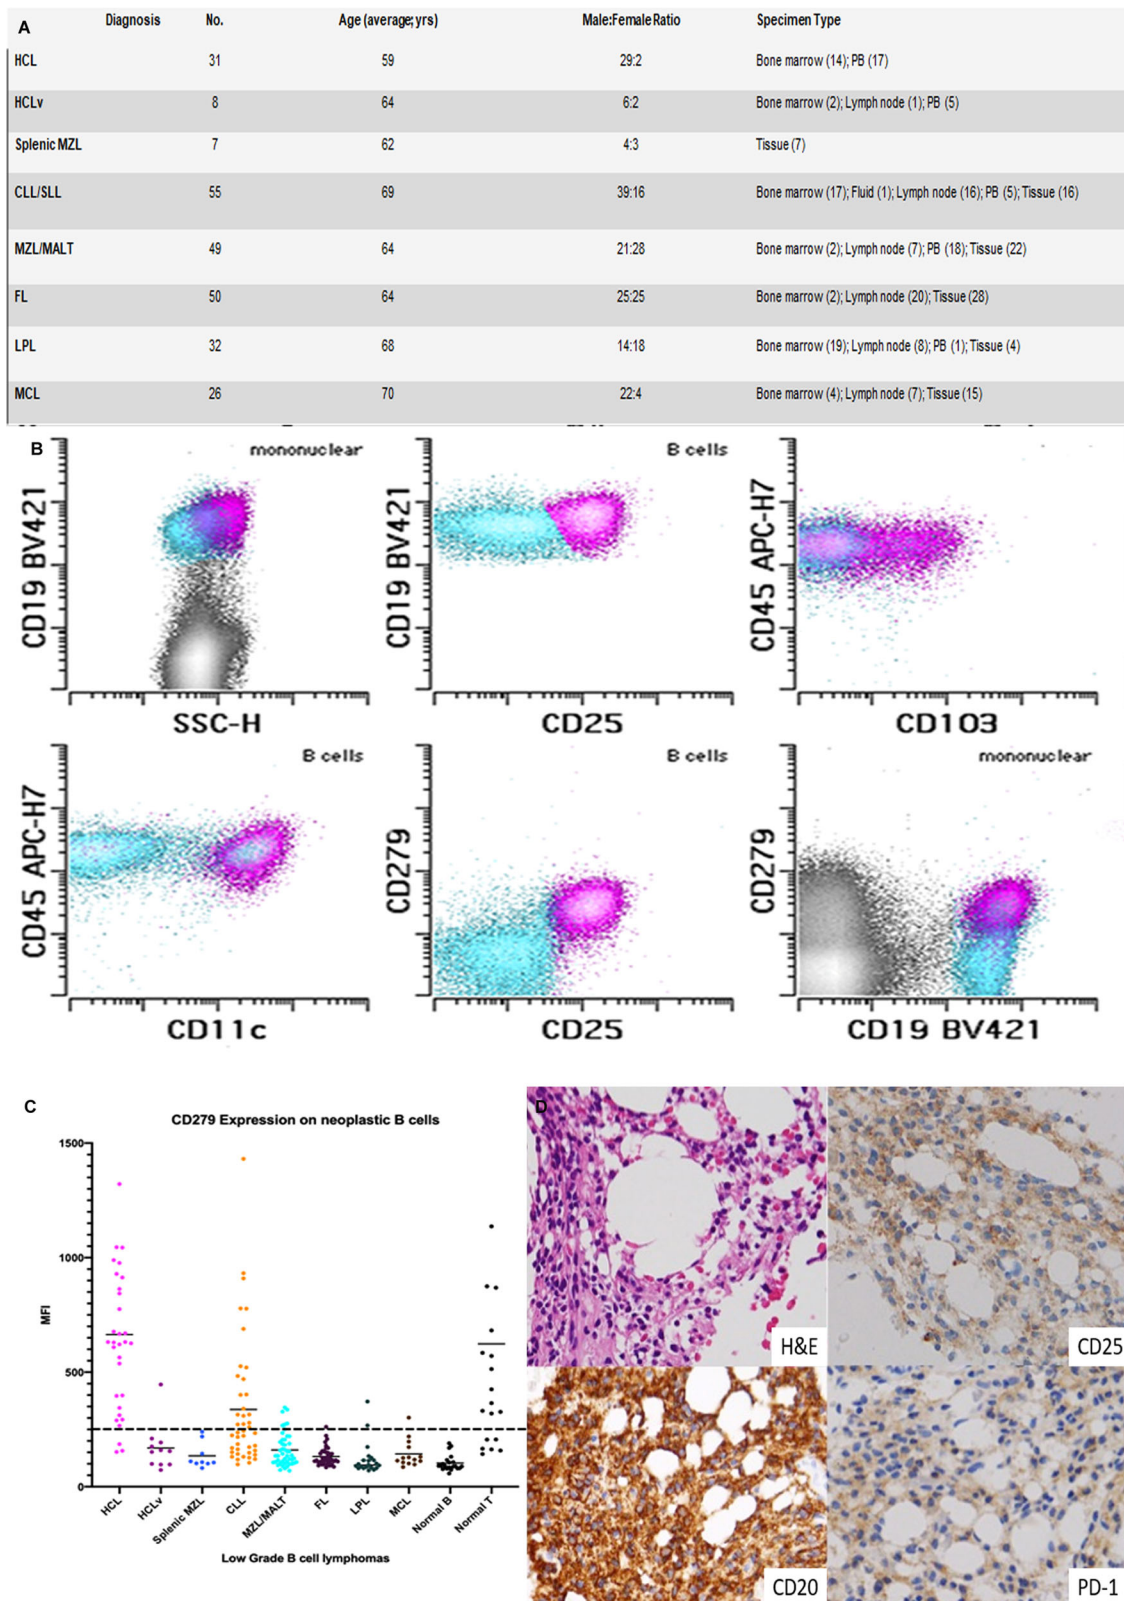 A Diagnosis No. Age (average; yrs) Male:Female Ratio Specimen Type
HCL 31 59 29:2 Bone marrow (14); PB (17)
HCLv 8 64 6:2 Bone marrow (2); Lymph node (1); PB (5)
Splenic MZL 7 62 4:3 Tissue (7)
CLL/SLL 55 69 39:16 Bone marrow (17); Fluid (1); Lymph node (16); PB (5); Tissue (16)
MZL/MALT 49 64 21:28 Bone marrow (2); Lymph node (7); PB (18); Tissue (22)
FL 50 64 25:25 Bone marrow (2); Lymph node (20); Tissue (28)
LPL 32 68 14:18 Bone marrow (19); Lymph node (8); PB (1); Tissue (4)
MCL 26 70 22:4 Bone marrow (4); Lymph node (7); Tissue (15)
B
mononuclear
CD19 BV421
SSC-H
B cells
CD19 BV421
CD25
CD45 APC-H7
CD103
B cells
CD45 APC-H7
CD11c
B cells
CD279
CD25
mononuclear
CD279
CD19 BV421
C
CD279 Expression on neoplastic B cells
MFI
1500
1000
500
0
HCL
HCLv
Splenic MZL
CLL
MZL/MALT
FL
LPL
MCL
Normal B
Normal T
Low Grade B cell lymphomas
D
H&E
CD25
CD20
PD-1